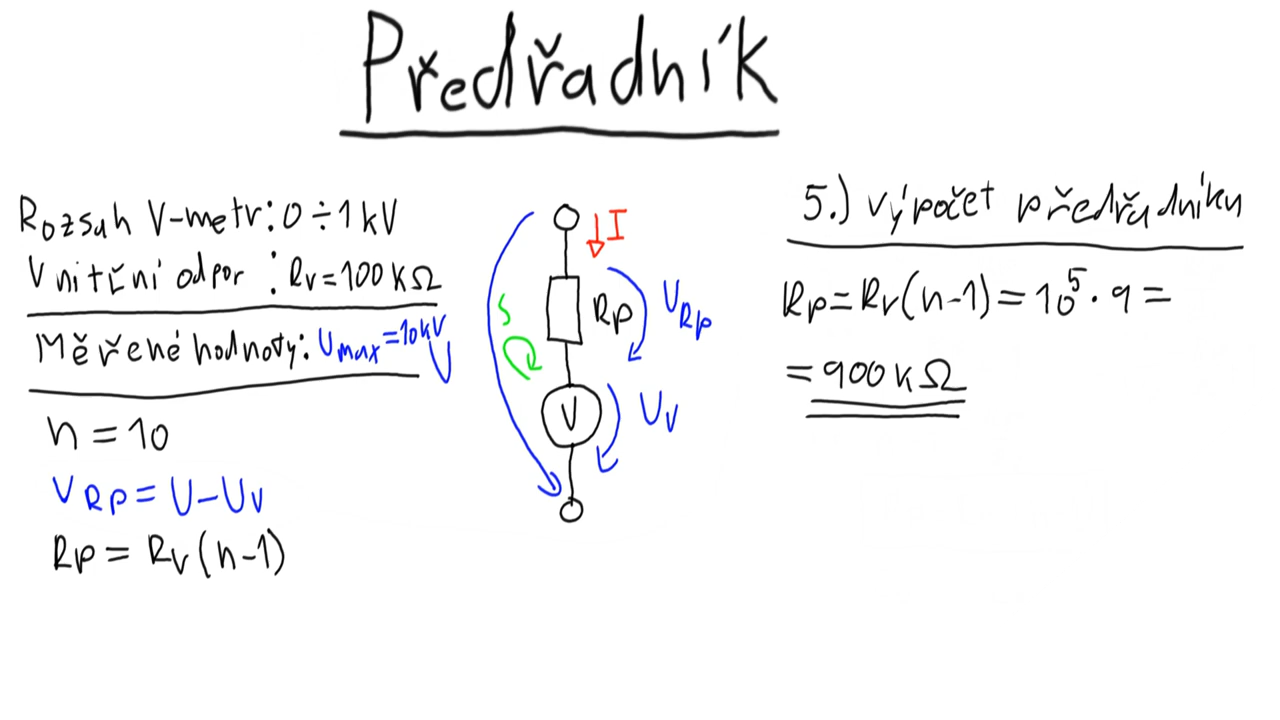 Předřadník
Rozsah V-metr: 0 ÷ 1 kV
Vnitřní odpor : Rv = 100 kΩ
Měřené hodnoty: Umax = 10 kV
U
n = 10
URp = U - Uv
Rp = Rv (n-1)
I
S
Rp
URp
V
Uv
5.) výpočet předřadníku
Rp = Rv (n-1) = 10⁵ · 9 =
= 900 kΩ